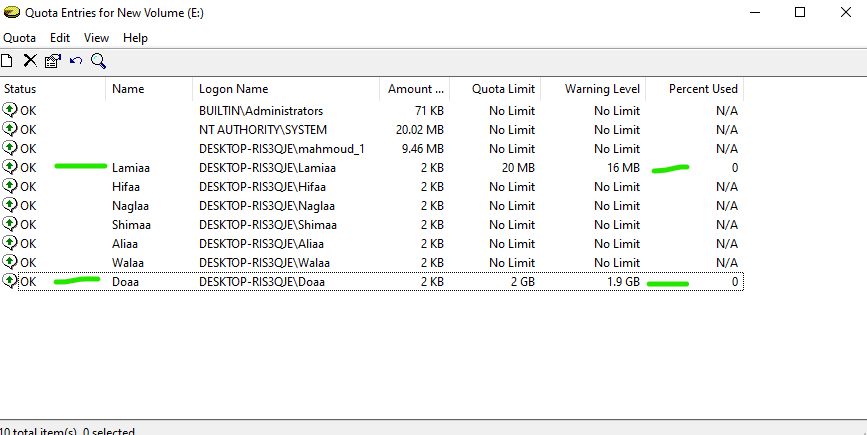 Quota Entries for New Volume (E:)
Quota Edit View Help
Status Name Logon Name Amount ... Quota Limit Warning Level Percent Used
OK BUILTIN\Administrators 71 KB No Limit No Limit N/A
OK NT AUTHORITY\SYSTEM 20.02 MB No Limit No Limit N/A
OK DESKTOP-RIS3QJE\mahmoud_1 9.46 MB No Limit No Limit N/A
OK Lamiaa DESKTOP-RIS3QJE\Lamiaa 2 KB 20 MB 16 MB 0
OK Hifaa DESKTOP-RIS3QJE\Hifaa 2 KB No Limit No Limit N/A
OK Naglaa DESKTOP-RIS3QJE\Naglaa 2 KB No Limit No Limit N/A
OK Shimaa DESKTOP-RIS3QJE\Shimaa 2 KB No Limit No Limit N/A
OK Aliaa DESKTOP-RIS3QJE\Aliaa 2 KB No Limit No Limit N/A
OK Walaa DESKTOP-RIS3QJE\Walaa 2 KB No Limit No Limit N/A
OK Doaa DESKTOP-RIS3QJE\Doaa 2 KB 2 GB 1.9 GB 0
10 total item(s), 0 selected.